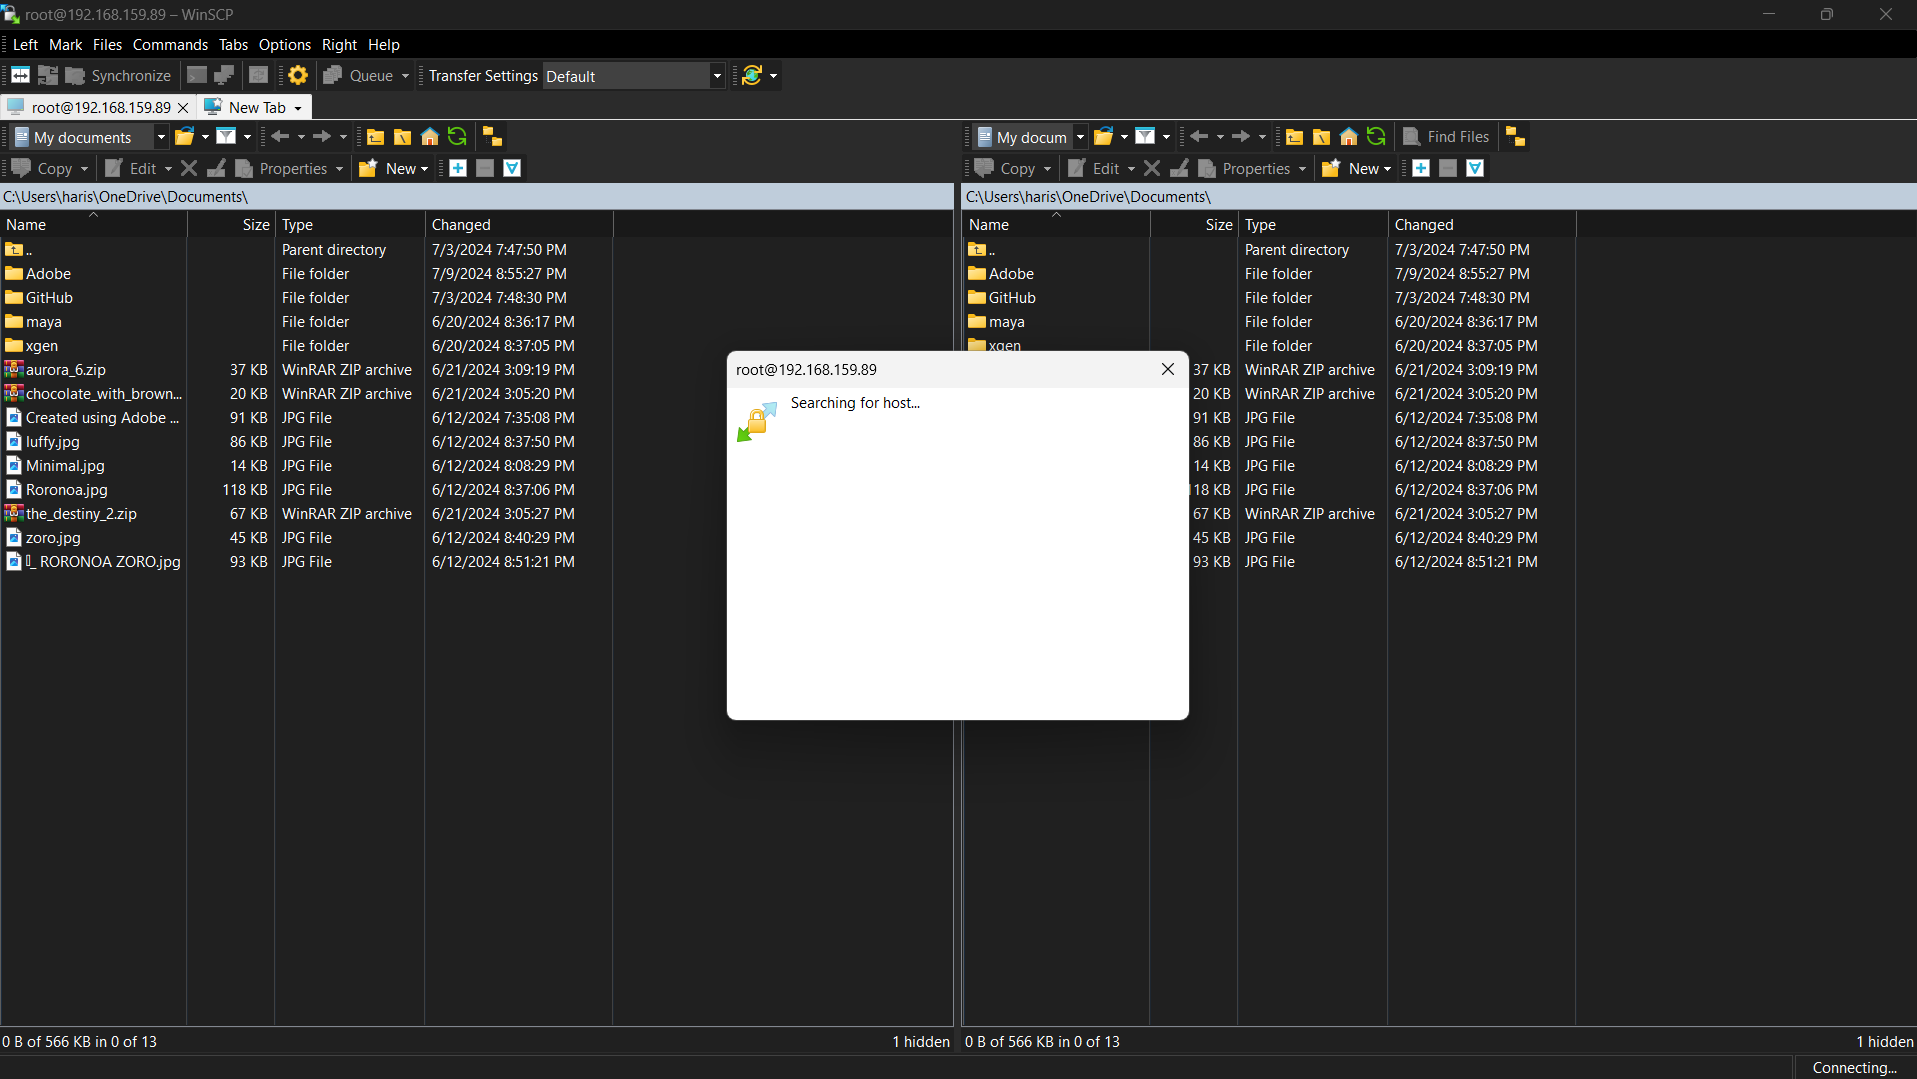 root@192.168.159.89 – WinSCP
Left Mark Files Commands Tabs Options Right Help
Synchronize Queue Transfer Settings Default
root@192.168.159.89 New Tab
My documents
Copy Edit Properties New
C:\Users\haris\OneDrive\Documents\
Name Size Type Changed
.. Parent directory 7/3/2024 7:47:50 PM
Adobe File folder 7/9/2024 8:55:27 PM
GitHub File folder 7/3/2024 7:48:30 PM
maya File folder 6/20/2024 8:36:17 PM
xgen File folder 6/20/2024 8:37:05 PM
aurora_6.zip 37 KB WinRAR ZIP archive 6/21/2024 3:09:19 PM
chocolate_with_brown... 20 KB WinRAR ZIP archive 6/21/2024 3:05:20 PM
Created using Adobe ... 91 KB JPG File 6/12/2024 7:35:08 PM
luffy.jpg 86 KB JPG File 6/12/2024 8:37:50 PM
Minimal.jpg 14 KB JPG File 6/12/2024 8:08:29 PM
Roronoa.jpg 118 KB JPG File 6/12/2024 8:37:06 PM
the_destiny_2.zip 67 KB WinRAR ZIP archive 6/21/2024 3:05:27 PM
zoro.jpg 45 KB JPG File 6/12/2024 8:40:29 PM
_ RORONOA ZORO.jpg 93 KB JPG File 6/12/2024 8:51:21 PM
0 B of 566 KB in 0 of 13 1 hidden
My docum Find Files
Copy Edit Properties New
C:\Users\haris\OneDrive\Documents\
Name Size Type Changed
.. Parent directory 7/3/2024 7:47:50 PM
Adobe File folder 7/9/2024 8:55:27 PM
GitHub File folder 7/3/2024 7:48:30 PM
maya File folder 6/20/2024 8:36:17 PM
xgen File folder 6/20/2024 8:37:05 PM
37 KB WinRAR ZIP archive 6/21/2024 3:09:19 PM
20 KB WinRAR ZIP archive 6/21/2024 3:05:20 PM
91 KB JPG File 6/12/2024 7:35:08 PM
86 KB JPG File 6/12/2024 8:37:50 PM
14 KB JPG File 6/12/2024 8:08:29 PM
18 KB JPG File 6/12/2024 8:37:06 PM
67 KB WinRAR ZIP archive 6/21/2024 3:05:27 PM
45 KB JPG File 6/12/2024 8:40:29 PM
93 KB JPG File 6/12/2024 8:51:21 PM
0 B of 566 KB in 0 of 13 1 hidden
root@192.168.159.89
Searching for host...
Connecting...